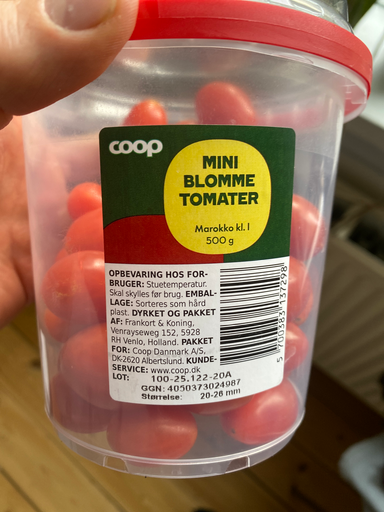 coop
MINI
BLOMME
TOMATER
Marokko kl. I
500 g
OPBEVARING HOS FOR-
BRUGER: Stuetemperatur.
Skal skylles før brug. EMBAL-
LAGE: Sorteres som hård
plast. DYRKET OG PAKKET
AF: Frankort & Koning,
Venrayseweg 152, 5928
RH Venlo, Holland. PAKKET
FOR: Coop Danmark A/S,
DK-2620 Albertslund. KUNDE-
SERVICE: www.coop.dk
LOT: 100-25.122-20A
GGN: 4050373024987
Størrelse: 20-26 mm
5 700383 137298